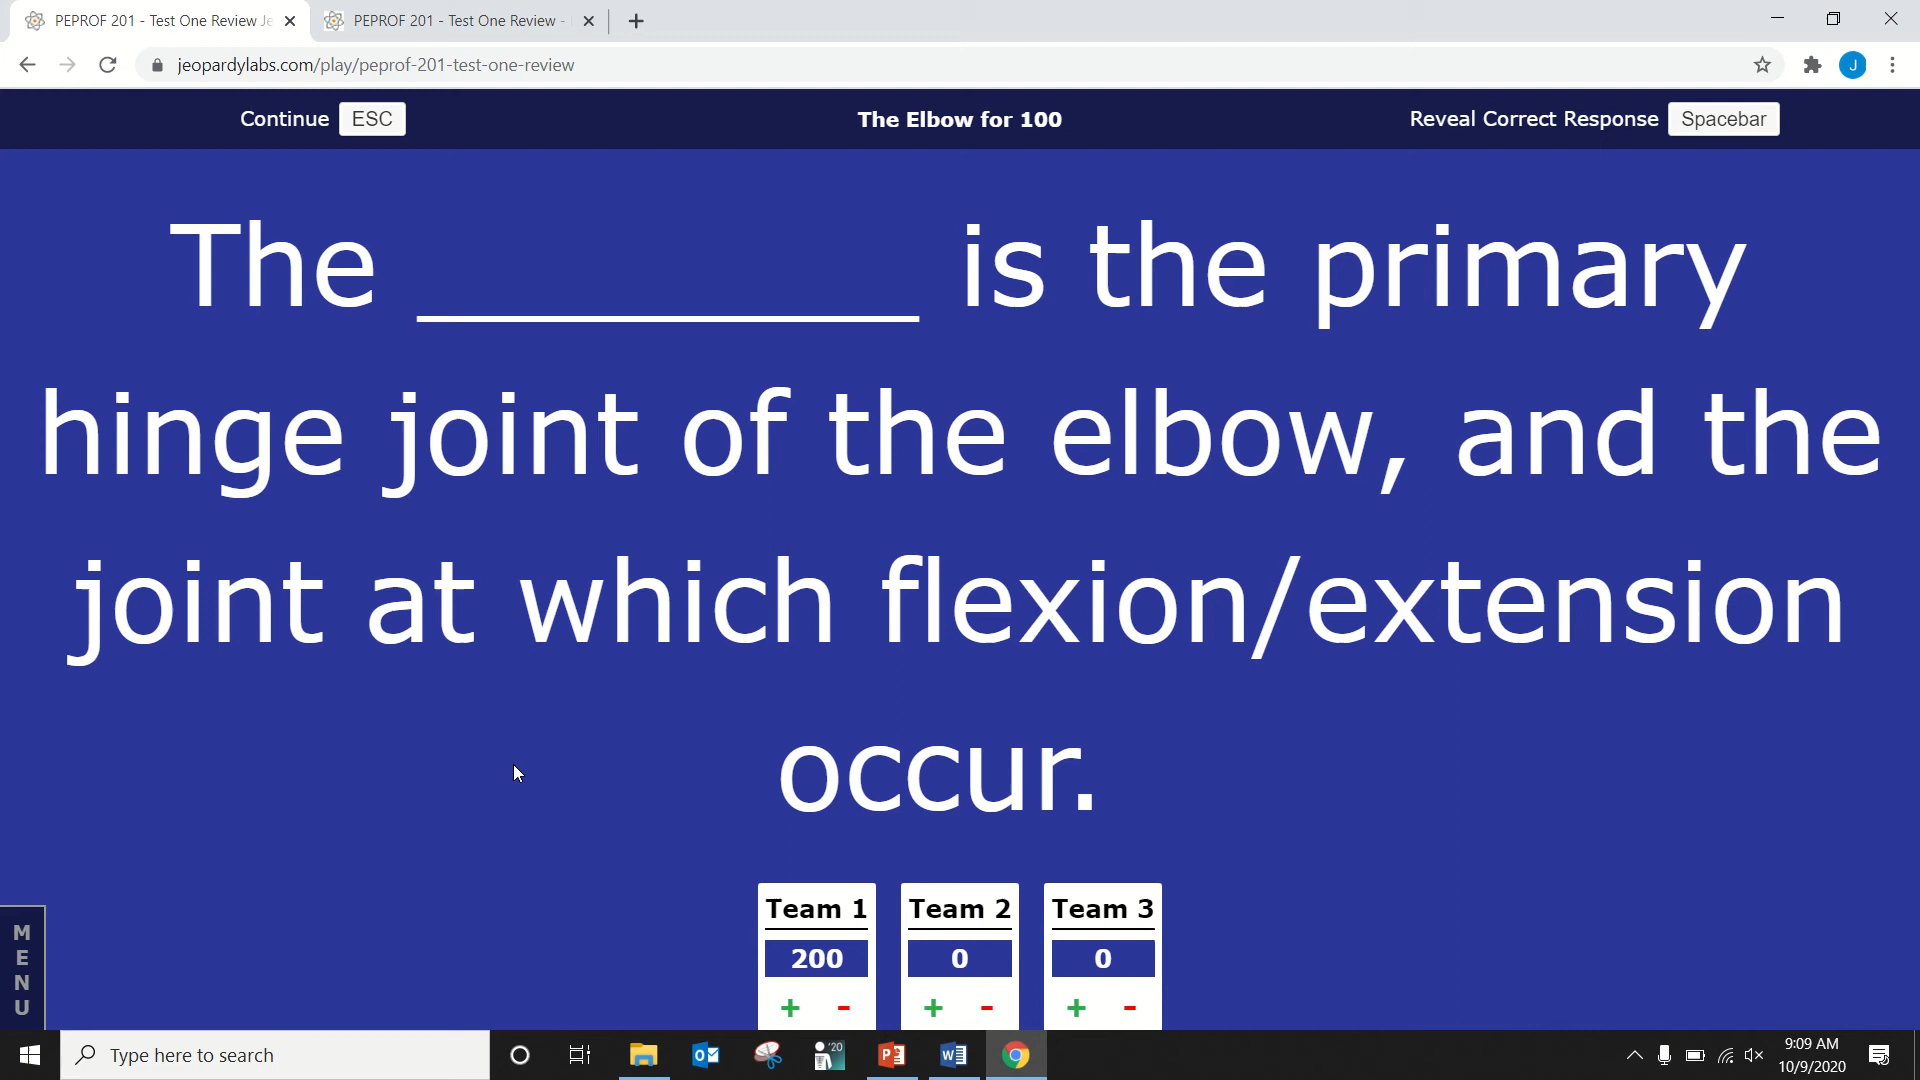 PEPROF 201 - Test One Review Je
PEPROF 201 - Test One Review -
jeopardylabs.com/play/peprof-201-test-one-review
J
Continue ESC
The Elbow for 100
Reveal Correct Response Spacebar
The ____________ is the primary
hinge joint of the elbow, and the
joint at which flexion/extension
occur.
MENU
Team 1 Team 2 Team 3
200 0 0
+ - + - + -
Type here to search
'20
9:09 AM
10/9/2020